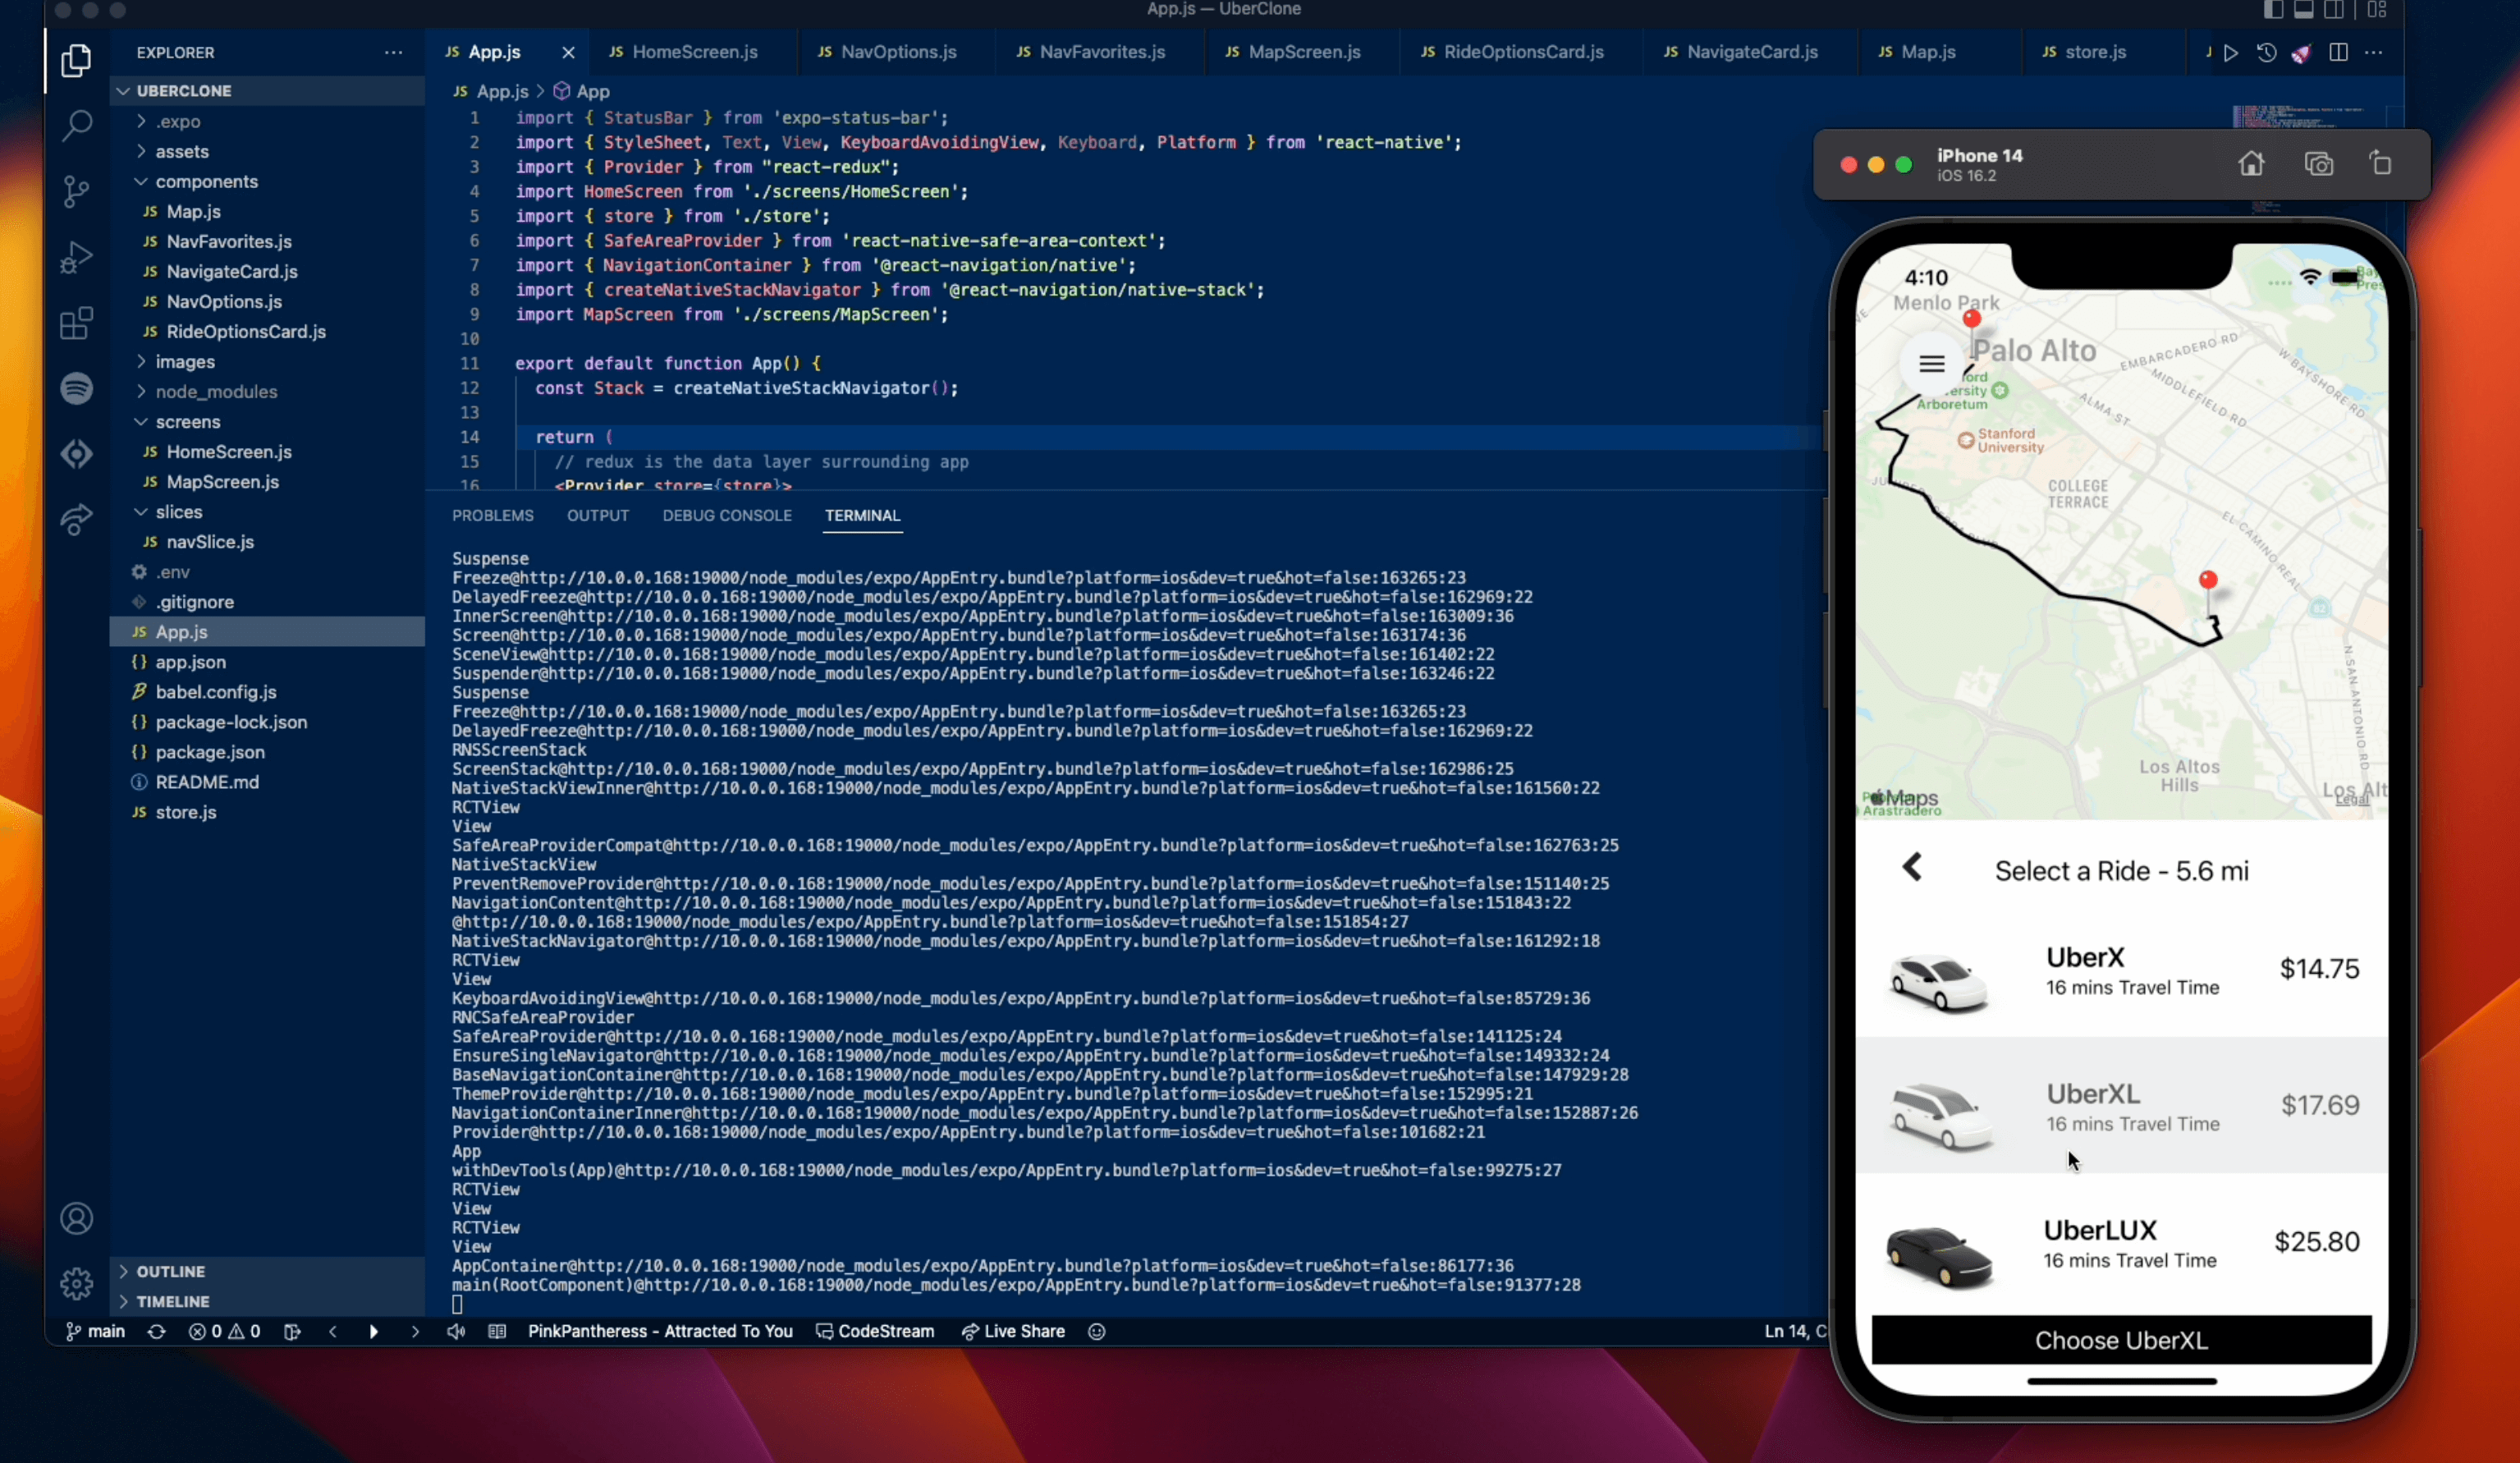 App.js — UberClone
EXPLORER
App.js
HomeScreen.js
NavOptions.js
NavFavorites.js
MapScreen.js
RideOptionsCard.js
NavigateCard.js
Map.js
store.js
UBERCLONE
.expo
assets
components
JS Map.js
JS NavFavorites.js
JS NavigateCard.js
JS NavOptions.js
JS RideOptionsCard.js
images
node_modules
screens
JS HomeScreen.js
JS MapScreen.js
slices
JS navSlice.js
.env
.gitignore
JS App.js
{} app.json
babel.config.js
{} package-lock.json
{} package.json
README.md
JS store.js
OUTLINE
TIMELINE
JS App.js > App
1 import { StatusBar } from 'expo-status-bar';
2 import { StyleSheet, Text, View, KeyboardAvoidingView, Keyboard, Platform } from 'react-native';
3 import { Provider } from "react-redux";
4 import HomeScreen from './screens/HomeScreen';
5 import { store } from './store';
6 import { SafeAreaProvider } from 'react-native-safe-area-context';
7 import { NavigationContainer } from '@react-navigation/native';
8 import { createNativeStackNavigator } from '@react-navigation/native-stack';
9 import MapScreen from './screens/MapScreen';
10
11 export default function App() {
12 const Stack = createNativeStackNavigator();
13
14 return (
15 // redux is the data layer surrounding app
16 <Provider store={store}>
PROBLEMS OUTPUT DEBUG CONSOLE TERMINAL
Suspense
Freeze@http://10.0.0.168:19000/node_modules/expo/AppEntry.bundle?platform=ios&dev=true&hot=false:163265:23
DelayedFreeze@http://10.0.0.168:19000/node_modules/expo/AppEntry.bundle?platform=ios&dev=true&hot=false:162969:22
InnerScreen@http://10.0.0.168:19000/node_modules/expo/AppEntry.bundle?platform=ios&dev=true&hot=false:163009:36
Screen@http://10.0.0.168:19000/node_modules/expo/AppEntry.bundle?platform=ios&dev=true&hot=false:163174:36
SceneView@http://10.0.0.168:19000/node_modules/expo/AppEntry.bundle?platform=ios&dev=true&hot=false:161402:22
Suspender@http://10.0.0.168:19000/node_modules/expo/AppEntry.bundle?platform=ios&dev=true&hot=false:163246:22
Suspense
Freeze@http://10.0.0.168:19000/node_modules/expo/AppEntry.bundle?platform=ios&dev=true&hot=false:163265:23
DelayedFreeze@http://10.0.0.168:19000/node_modules/expo/AppEntry.bundle?platform=ios&dev=true&hot=false:162969:22
RNSScreenStack
ScreenStack@http://10.0.0.168:19000/node_modules/expo/AppEntry.bundle?platform=ios&dev=true&hot=false:162986:25
NativeStackViewInner@http://10.0.0.168:19000/node_modules/expo/AppEntry.bundle?platform=ios&dev=true&hot=false:161560:22
RCTView
View
SafeAreaProviderCompat@http://10.0.0.168:19000/node_modules/expo/AppEntry.bundle?platform=ios&dev=true&hot=false:162763:25
NativeStackView
PreventRemoveProvider@http://10.0.0.168:19000/node_modules/expo/AppEntry.bundle?platform=ios&dev=true&hot=false:151140:25
NavigationContent@http://10.0.0.168:19000/node_modules/expo/AppEntry.bundle?platform=ios&dev=true&hot=false:151843:22
@http://10.0.0.168:19000/node_modules/expo/AppEntry.bundle?platform=ios&dev=true&hot=false:151854:27
NativeStackNavigator@http://10.0.0.168:19000/node_modules/expo/AppEntry.bundle?platform=ios&dev=true&hot=false:161292:18
RCTView
View
KeyboardAvoidingView@http://10.0.0.168:19000/node_modules/expo/AppEntry.bundle?platform=ios&dev=true&hot=false:85729:36
RNCSafeAreaProvider
SafeAreaProvider@http://10.0.0.168:19000/node_modules/expo/AppEntry.bundle?platform=ios&dev=true&hot=false:141125:24
EnsureSingleNavigator@http://10.0.0.168:19000/node_modules/expo/AppEntry.bundle?platform=ios&dev=true&hot=false:149332:24
BaseNavigationContainer@http://10.0.0.168:19000/node_modules/expo/AppEntry.bundle?platform=ios&dev=true&hot=false:147929:28
ThemeProvider@http://10.0.0.168:19000/node_modules/expo/AppEntry.bundle?platform=ios&dev=true&hot=false:152995:21
NavigationContainerInner@http://10.0.0.168:19000/node_modules/expo/AppEntry.bundle?platform=ios&dev=true&hot=false:152887:26
Provider@http://10.0.0.168:19000/node_modules/expo/AppEntry.bundle?platform=ios&dev=true&hot=false:101682:21
App
withDevTools(App)@http://10.0.0.168:19000/node_modules/expo/AppEntry.bundle?platform=ios&dev=true&hot=false:99275:27
RCTView
View
RCTView
View
AppContainer@http://10.0.0.168:19000/node_modules/expo/AppEntry.bundle?platform=ios&dev=true&hot=false:86177:36
main(RootComponent)@http://10.0.0.168:19000/node_modules/expo/AppEntry.bundle?platform=ios&dev=true&hot=false:91377:28
main 0 0 PinkPantheress - Attracted To You CodeStream Live Share Ln 14, C
iPhone 14
iOS 16.2
4:10
Menlo Park
Palo Alto
EMBARCADERO RD
W BAYSHORE RD
MIDDLEFIELD RD
ALMA ST
Arboretum
Stanford
University
COLLEGE
TERRACE
EL CAMINO REAL
82
N SAN ANTONIO RD
Los Altos
Hills
Los Alt
Legal
Maps
Arastradero
Select a Ride - 5.6 mi
UberX
16 mins Travel Time
$14.75
UberXL
16 mins Travel Time
$17.69
UberLUX
16 mins Travel Time
$25.80
Choose UberXL